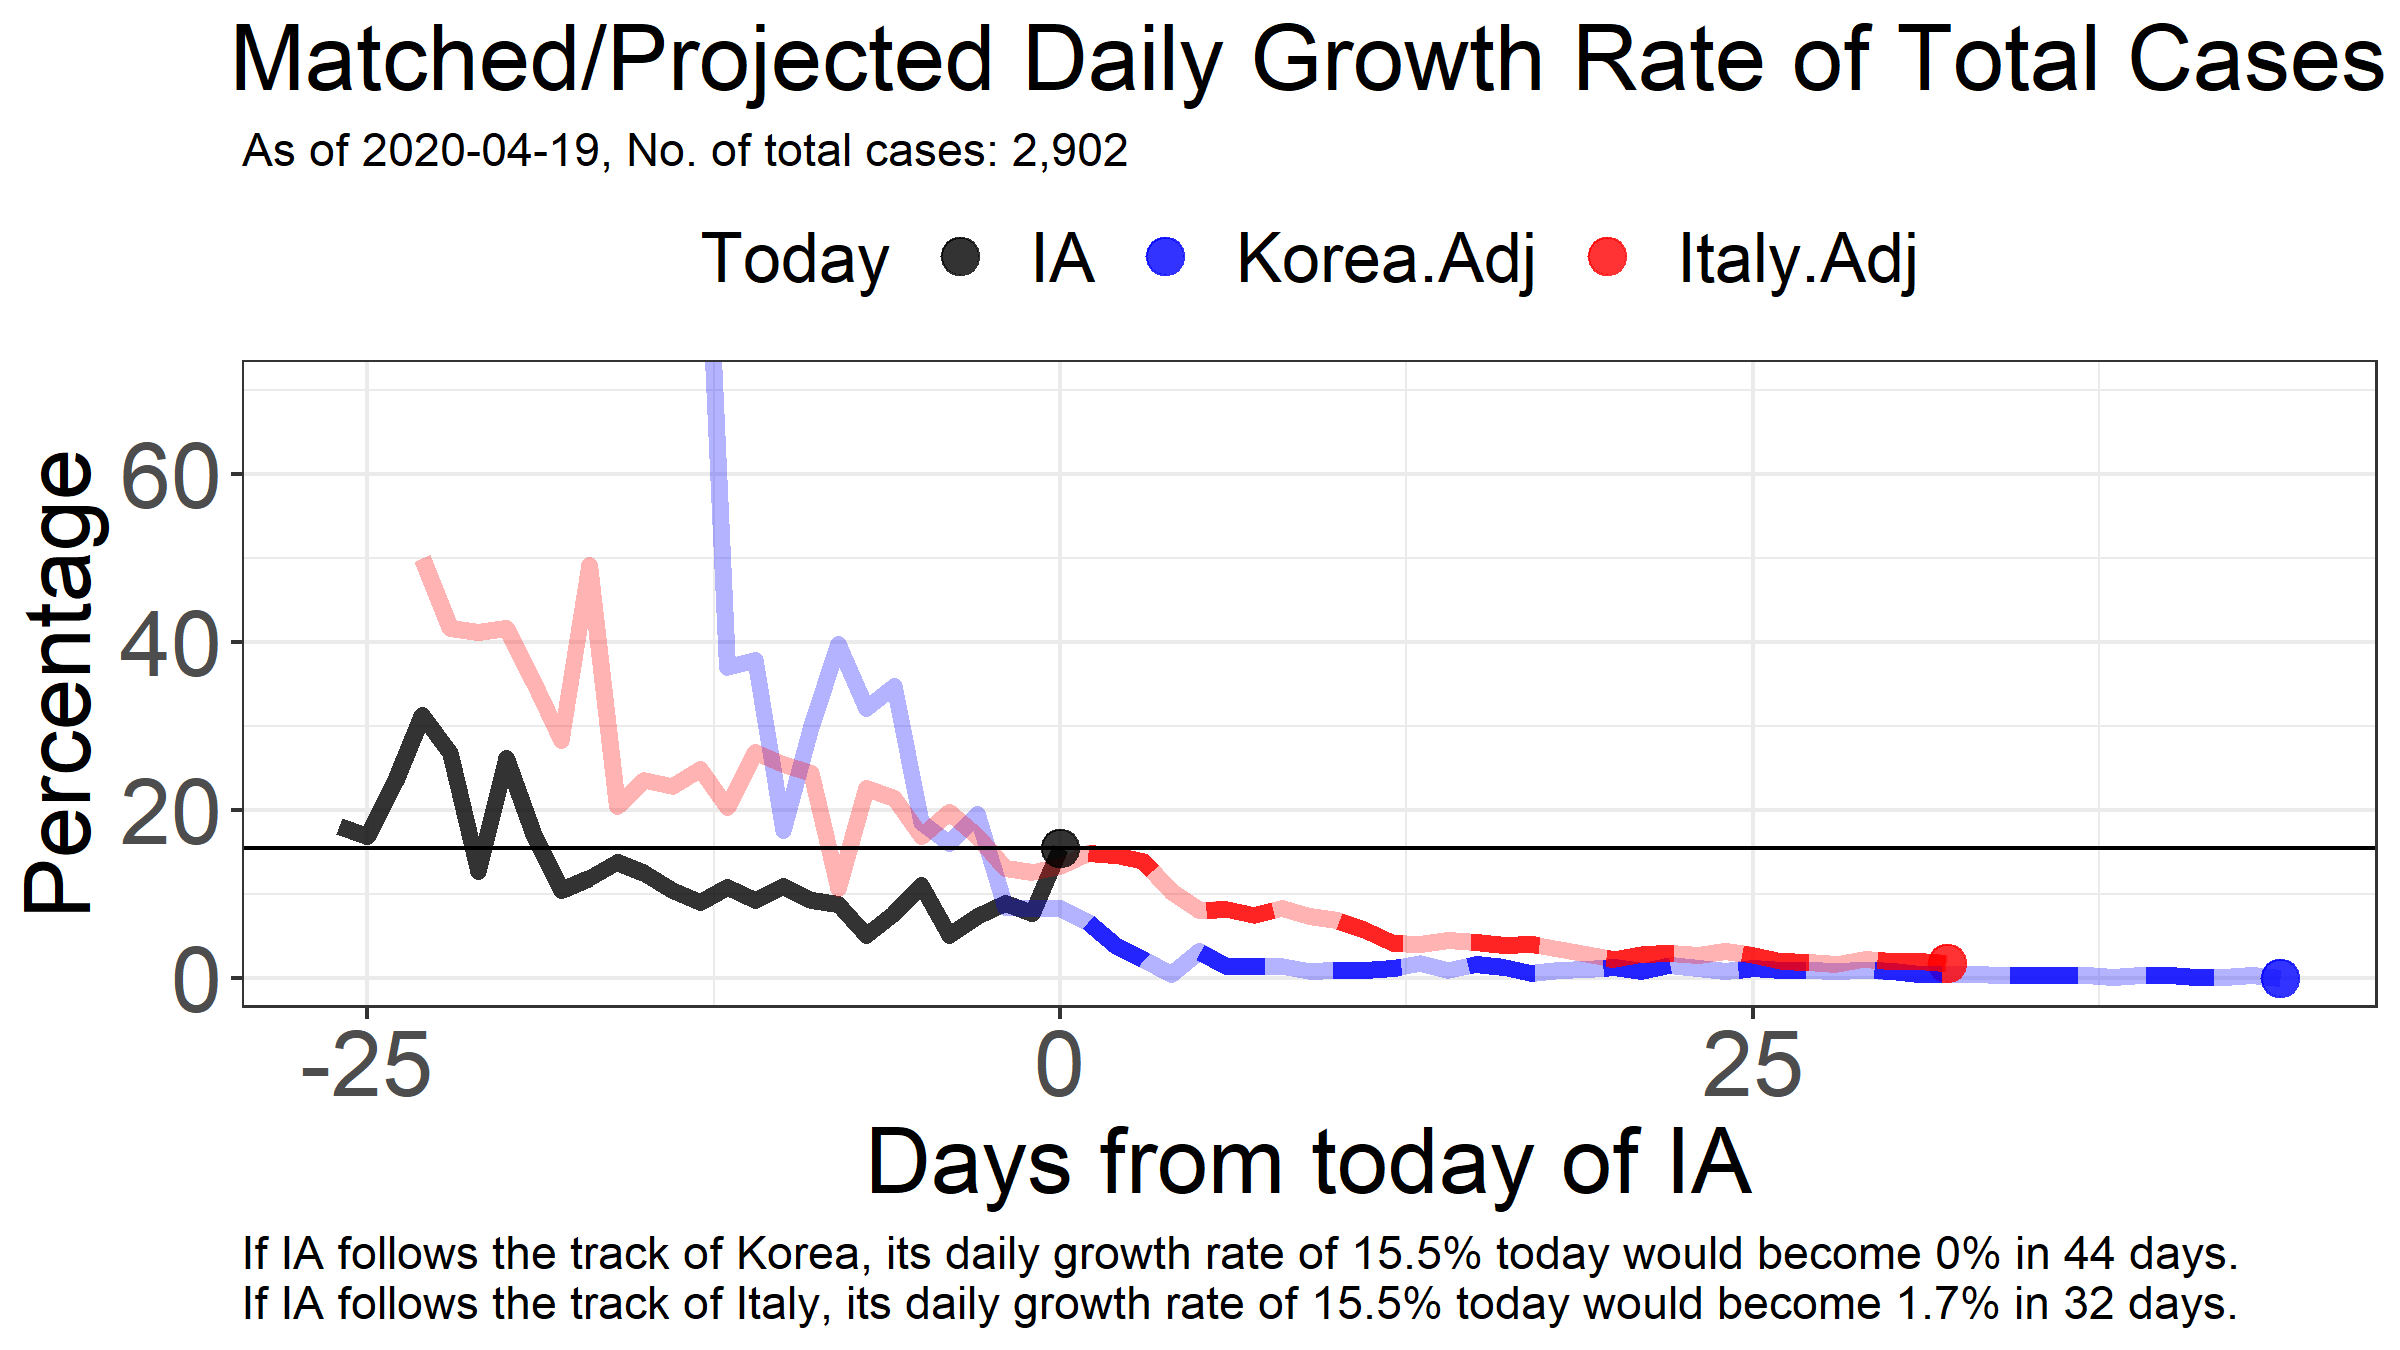 Matched/Projected Daily Growth Rate of Total Cases
As of 2020-04-19, No. of total cases: 2,902
Today IA Korea.Adj Italy.Adj
Percentage
60
40
20
0
-25 0 25
Days from today of IA
If IA follows the track of Korea, its daily growth rate of 15.5% today would become 0% in 44 days.
If IA follows the track of Italy, its daily growth rate of 15.5% today would become 1.7% in 32 days.